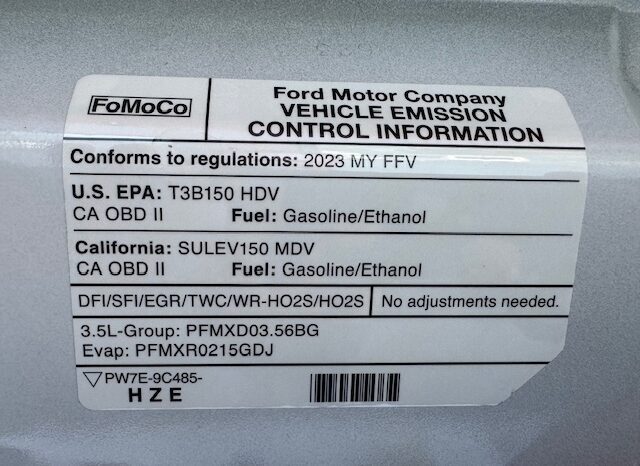 FoMoCo
Ford Motor Company
VEHICLE EMISSION
CONTROL INFORMATION
Conforms to regulations: 2023 MY FFV
U.S. EPA: T3B150 HDV
CA OBD II Fuel: Gasoline/Ethanol
California: SULEV150 MDV
CA OBD II Fuel: Gasoline/Ethanol
DFI/SFI/EGR/TWC/WR-HO2S/HO2S No adjustments needed.
3.5L-Group: PFMXD03.56BG
Evap: PFMXR0215GDJ
▽PW7E-9C485-
HZE